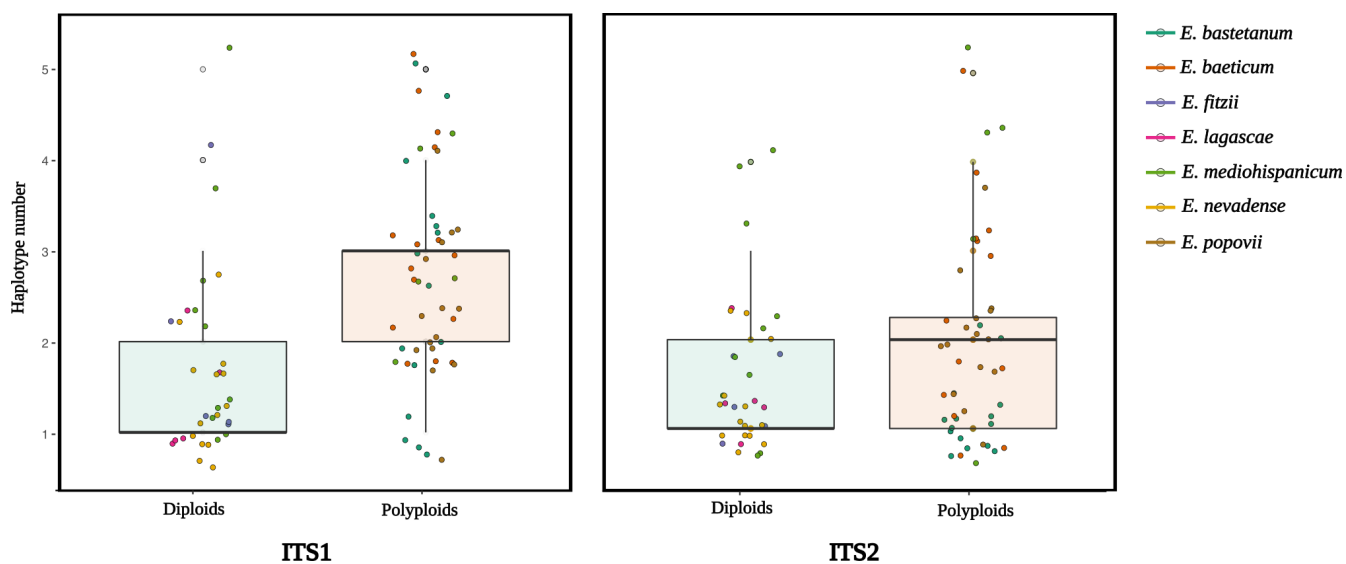 Haplotype number
5
4
3
2
1
Diploids
Polyploids
ITS1
Diploids
Polyploids
ITS2
E. bastetanum
E. baeticum
E. fitzii
E. lagascae
E. mediohispanicum
E. nevadense
E. popovii